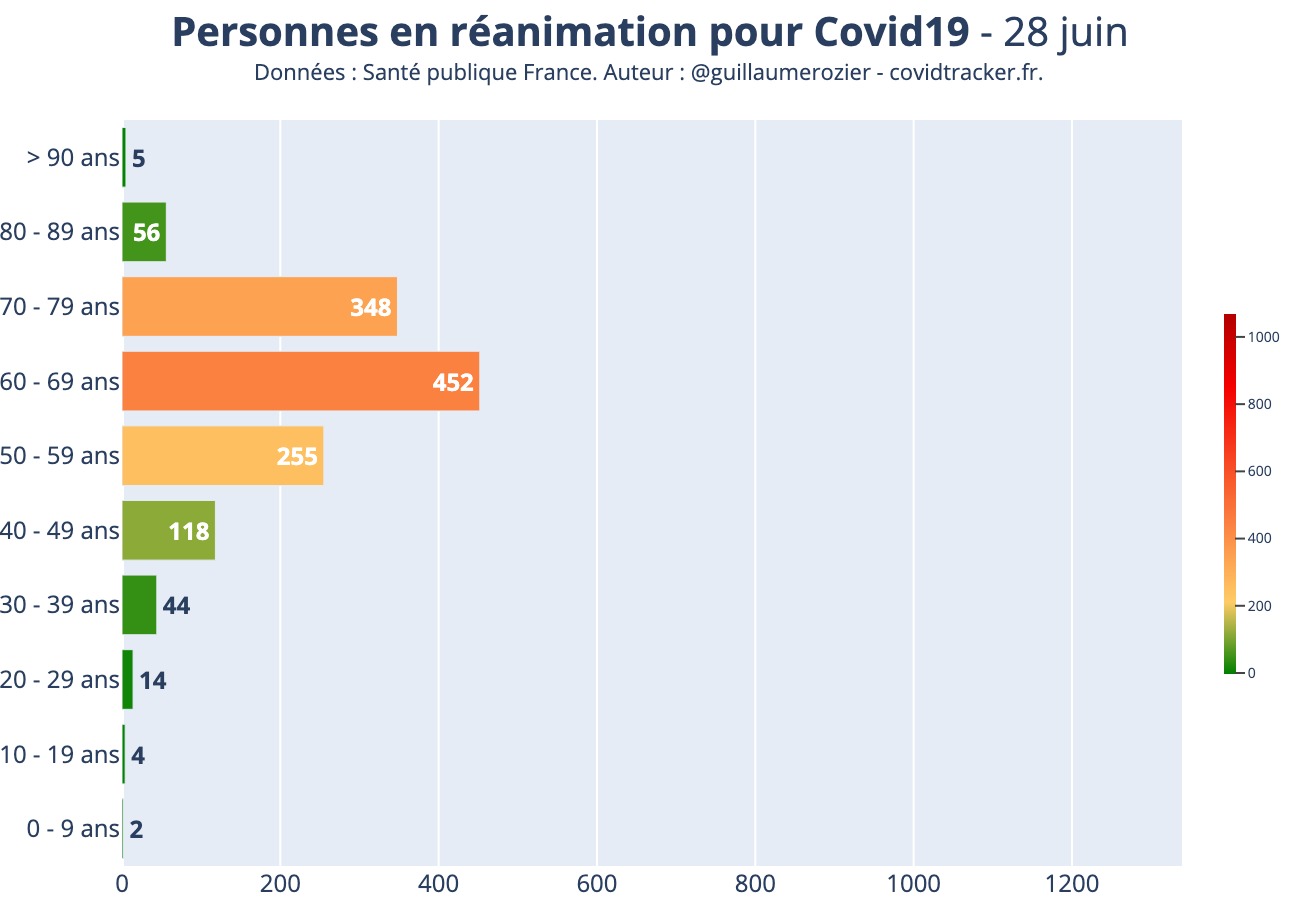 Personnes en réanimation pour Covid19 - 28 juin
Données : Santé publique France. Auteur : @guillaumerozier - covidtracker.fr.
> 90 ans 5
80 - 89 ans 56
70 - 79 ans 348
60 - 69 ans 452
50 - 59 ans 255
40 - 49 ans 118
30 - 39 ans 44
20 - 29 ans 14
10 - 19 ans 4
0 - 9 ans 2
0 200 400 600 800 1000 1200
1000
800
600
400
200
0